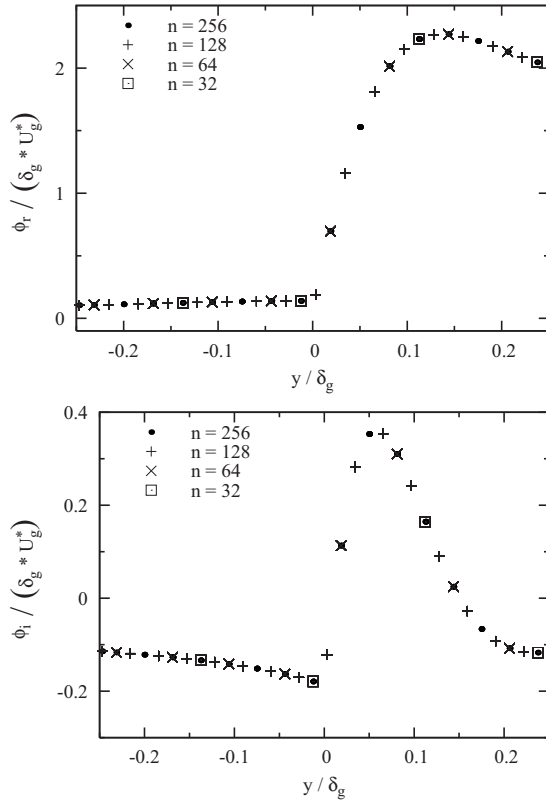 n = 256
n = 128
n = 64
n = 32
2
1
0
ϕr / (δg * U*g)
-0.2 -0.1 0 0.1 0.2
y / δg
0.4
0.2
0
-0.2
n = 256
n = 128
n = 64
n = 32
ϕi / (δg * U*g)
-0.2 -0.1 0 0.1 0.2
y / δg